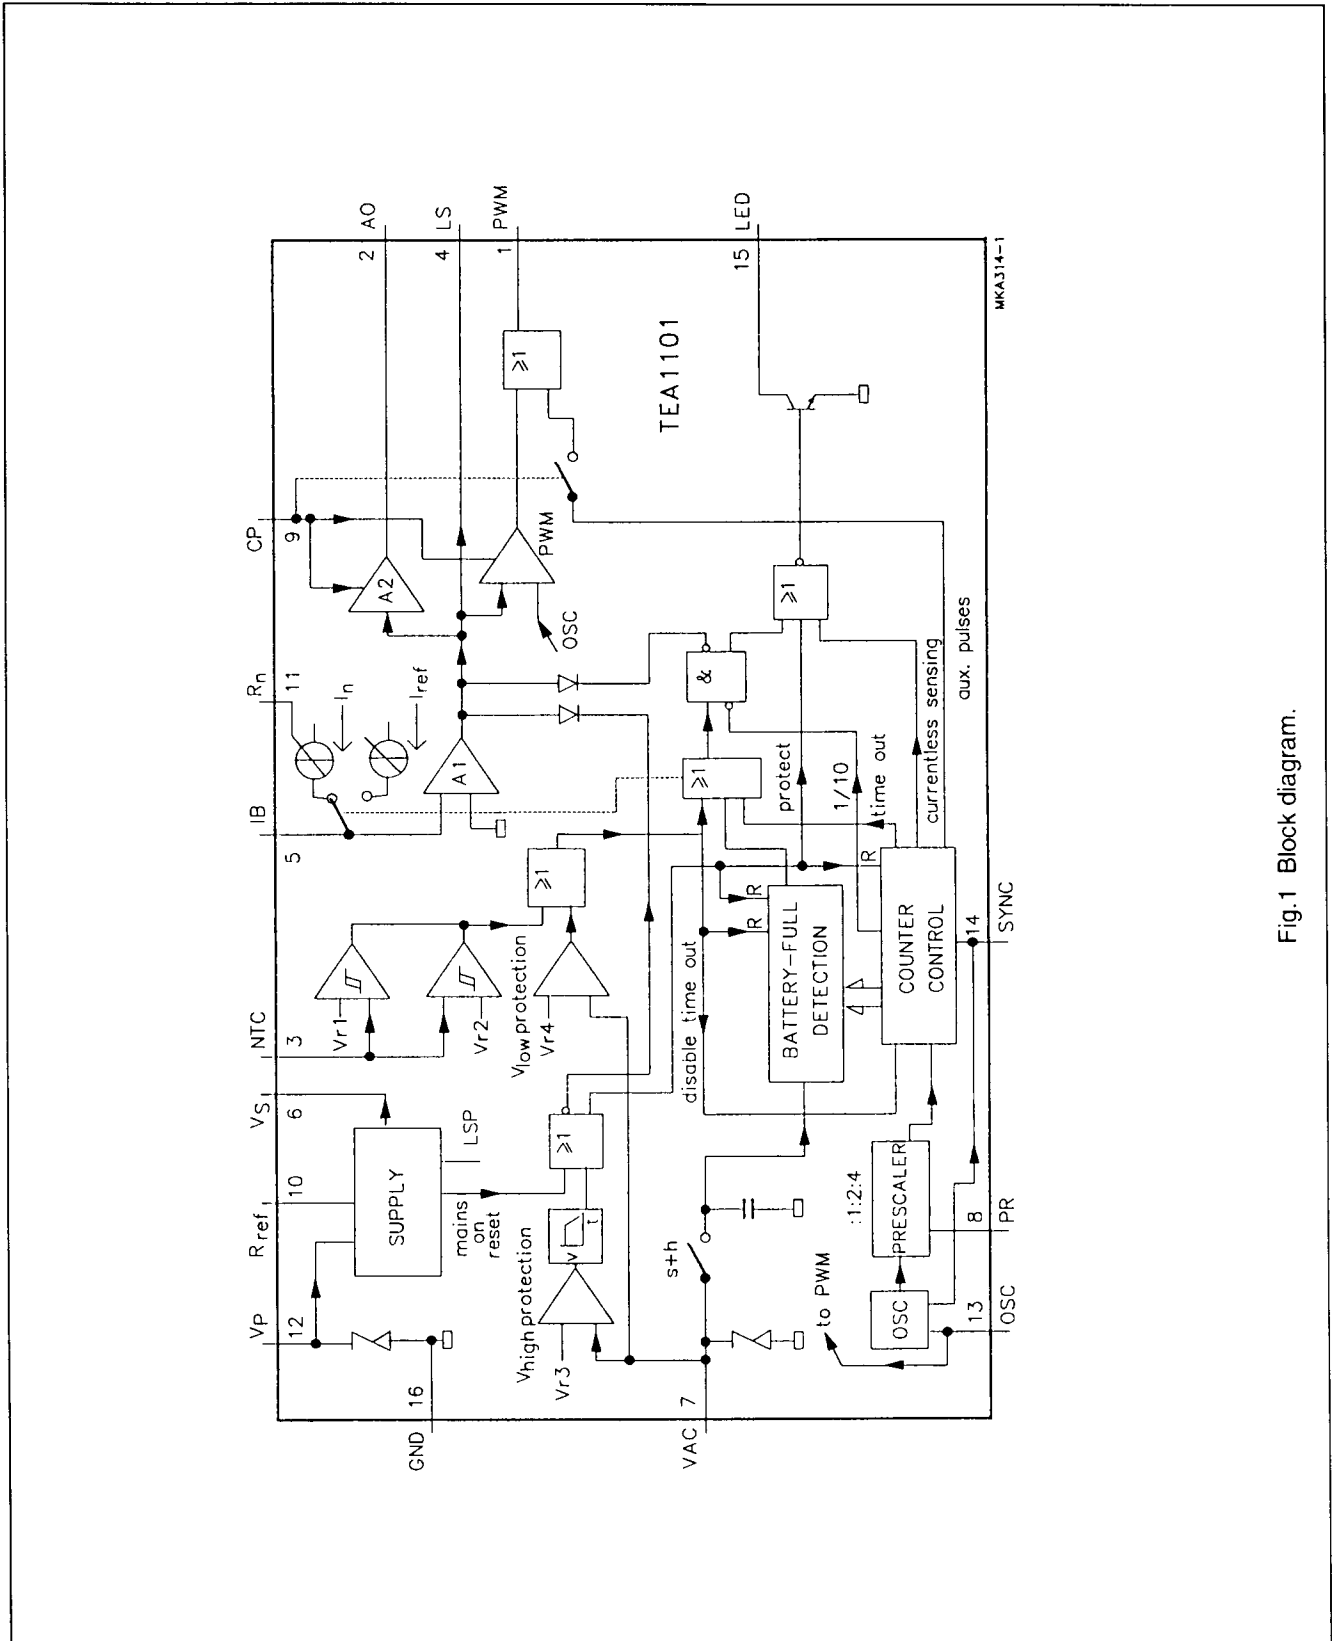 VP
12
Rref
10
VS
6
NTC
3
IB
5
Rn
11
CP
9
GND
16
SUPPLY
LSP
mains
on
reset
Vr1
Vr2
In
Iref
A1
A2
2
AO
4
LS
1
PWM
PWM
OSC
≥1
TEA1101
Vhigh protection
Vr3
V
t
≥1
Vlow protection
Vr4
≥1
VAC
7
s+h
disable time out
R
R
BATTERY-FULL
DETECTION
≥1
&
protect
1/10
time out
≥1
15
LED
to PWM
:1:2:4
OSC
PRESCALER
COUNTER
CONTROL
R
currentless sensing
aux. pulses
13
OSC
8
PR
14
SYNC
MKA314-1
Fig.1 Block diagram.